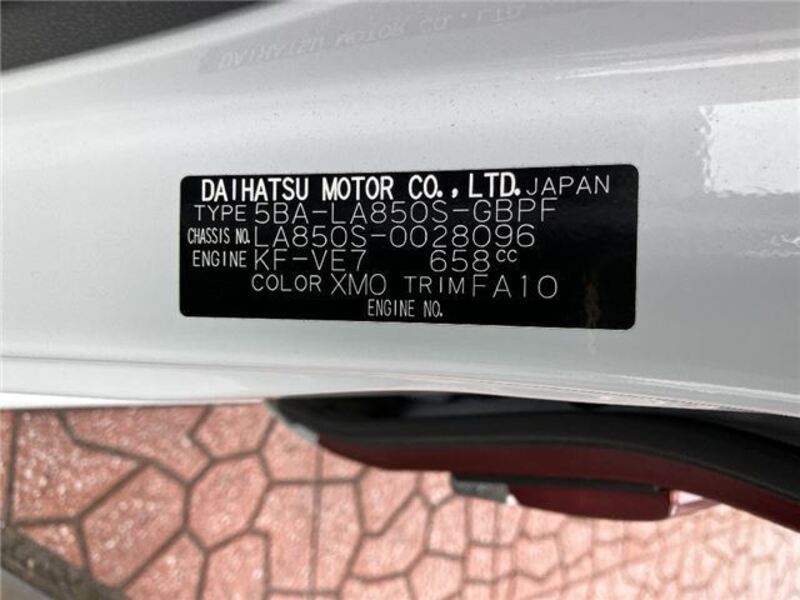 DAIHATSU MOTOR CO., LTD. JAPAN
TYPE 5BA-LA850S-GBPF
CHASSIS NO. LA850S-0028096
ENGINE KF-VE7 658CC
COLOR XM0 TRIM FA10
ENGINE NO.